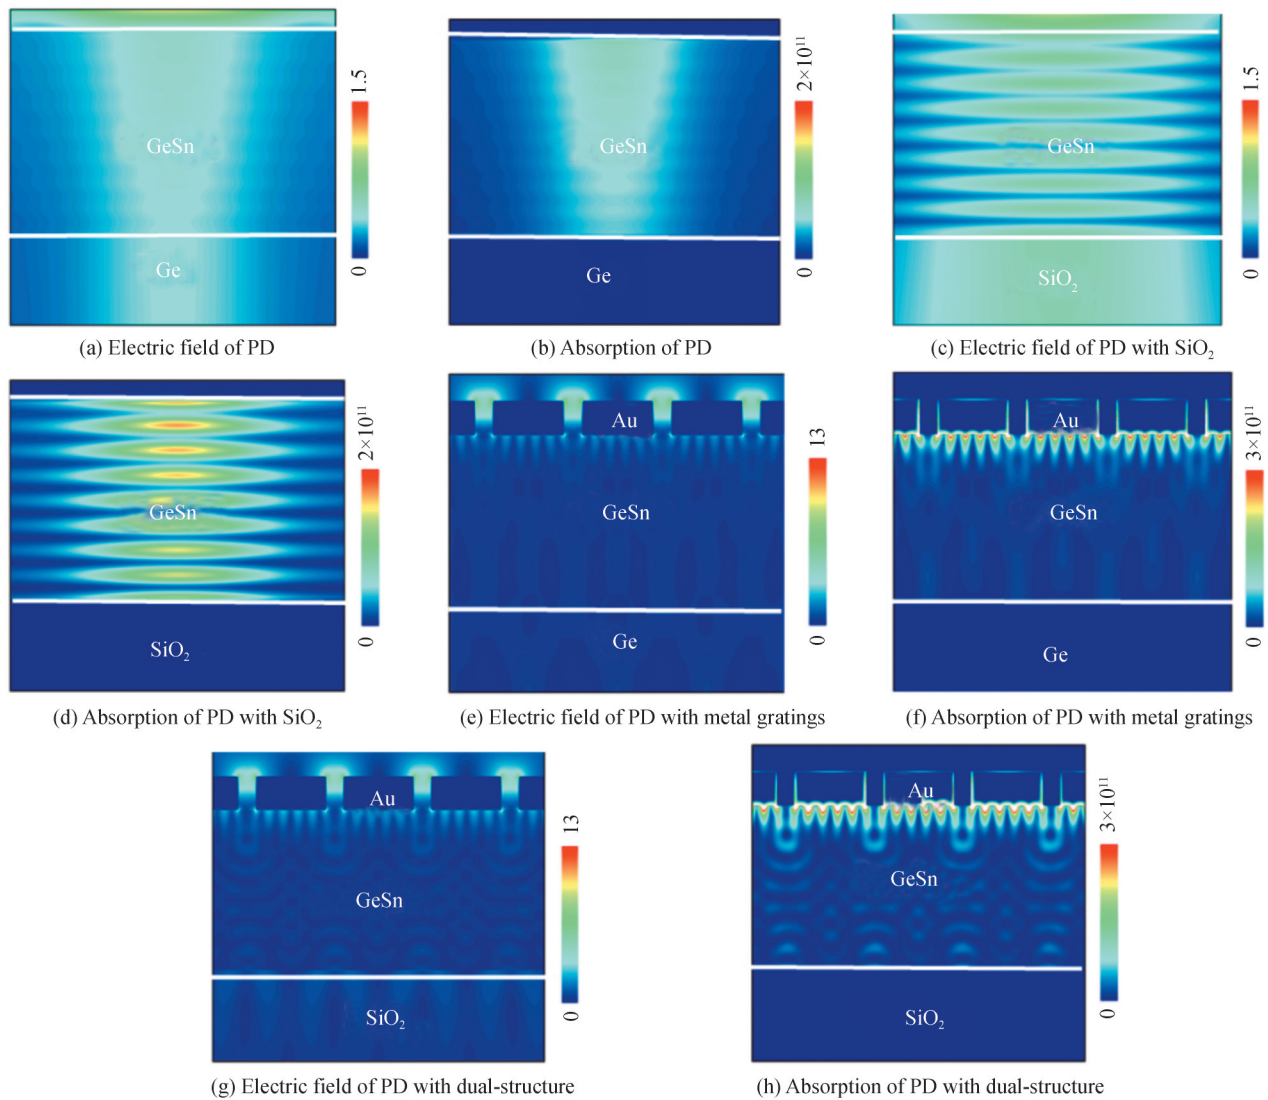 GeSn
Ge
1.5
0
(a) Electric field of PD
GeSn
Ge
2×10¹¹
0
(b) Absorption of PD
GeSn
SiO₂
1.5
0
(c) Electric field of PD with SiO₂
GeSn
SiO₂
2×10¹¹
0
(d) Absorption of PD with SiO₂
Au
GeSn
Ge
13
0
(e) Electric field of PD with metal gratings
Au
GeSn
Ge
3×10¹¹
0
(f) Absorption of PD with metal gratings
Au
GeSn
SiO₂
13
0
(g) Electric field of PD with dual-structure
Au
GeSn
SiO₂
3×10¹¹
0
(h) Absorption of PD with dual-structure